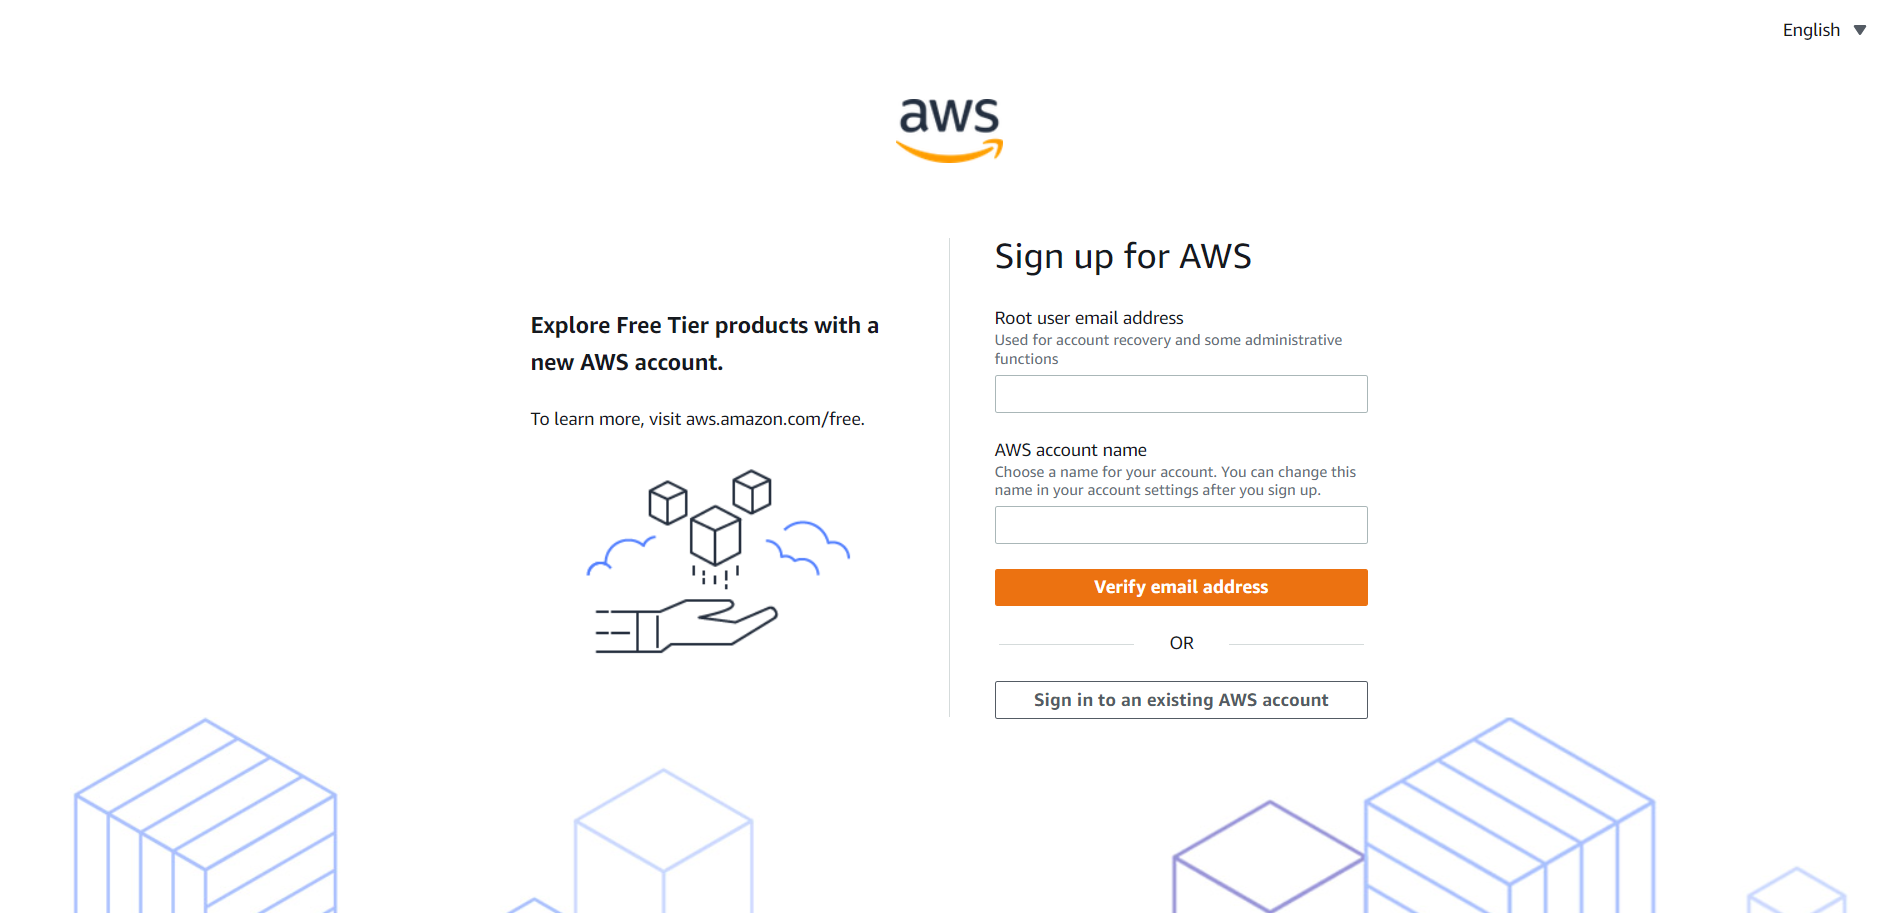 English
aws
Explore Free Tier products with a
new AWS account.
To learn more, visit aws.amazon.com/free.
Sign up for AWS
Root user email address
Used for account recovery and some administrative
functions
AWS account name
Choose a name for your account. You can change this
name in your account settings after you sign up.
Verify email address
OR
Sign in to an existing AWS account